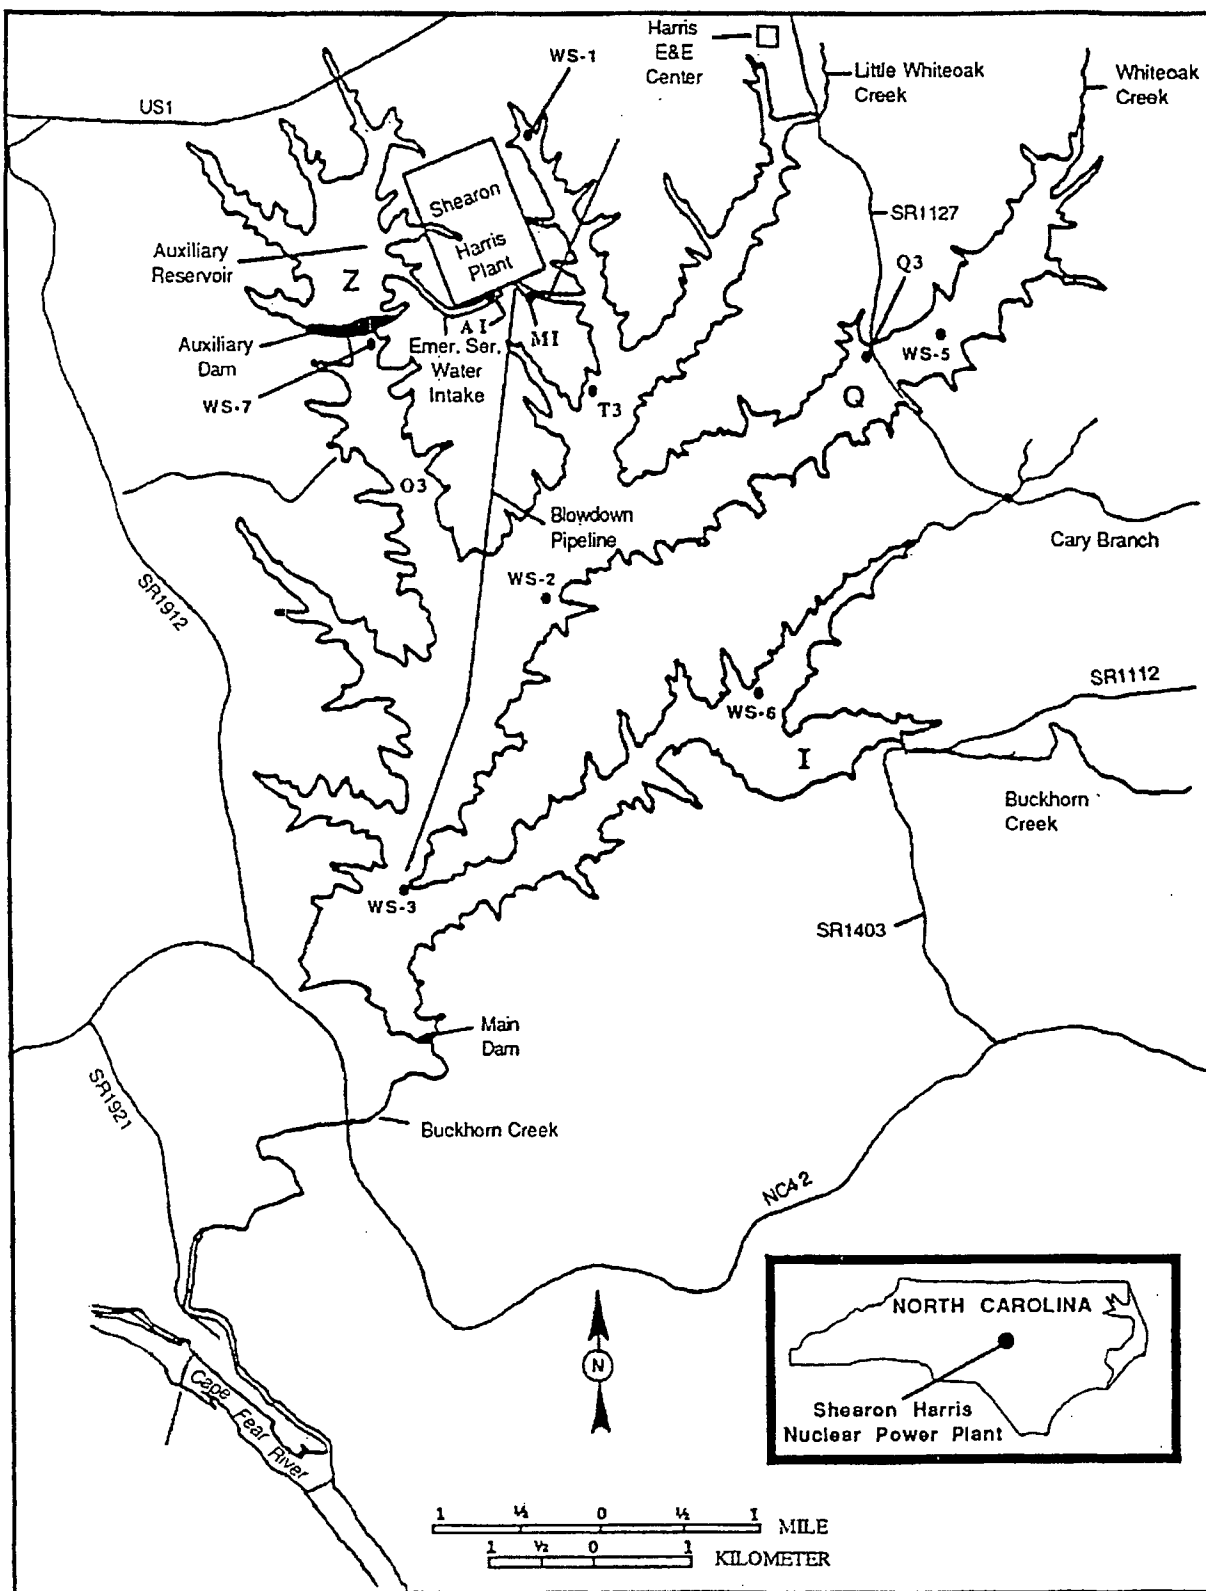 Harris
E&E
Center
WS-1
Little Whiteoak
Creek
Whiteoak
Creek
US1
Shearon
Harris
Plant
SR1127
Auxiliary
Reservoir
Z
Q3
A I
MI
Auxiliary
Dam
Emer. Ser.
Water
Intake
WS-5
WS-7
T3
Q
O3
Blowdown
Pipeline
Cary Branch
WS-2
SR1912
SR1112
WS-6
I
Buckhorn
Creek
WS-3
SR1403
Main
Dam
SR1921
Buckhorn Creek
NC42
NORTH CAROLINA
N
Shearon Harris
Nuclear Power Plant
Cape
Fear River
1 ½ 0 ½ 1 MILE
1 ½ 0 1 KILOMETER